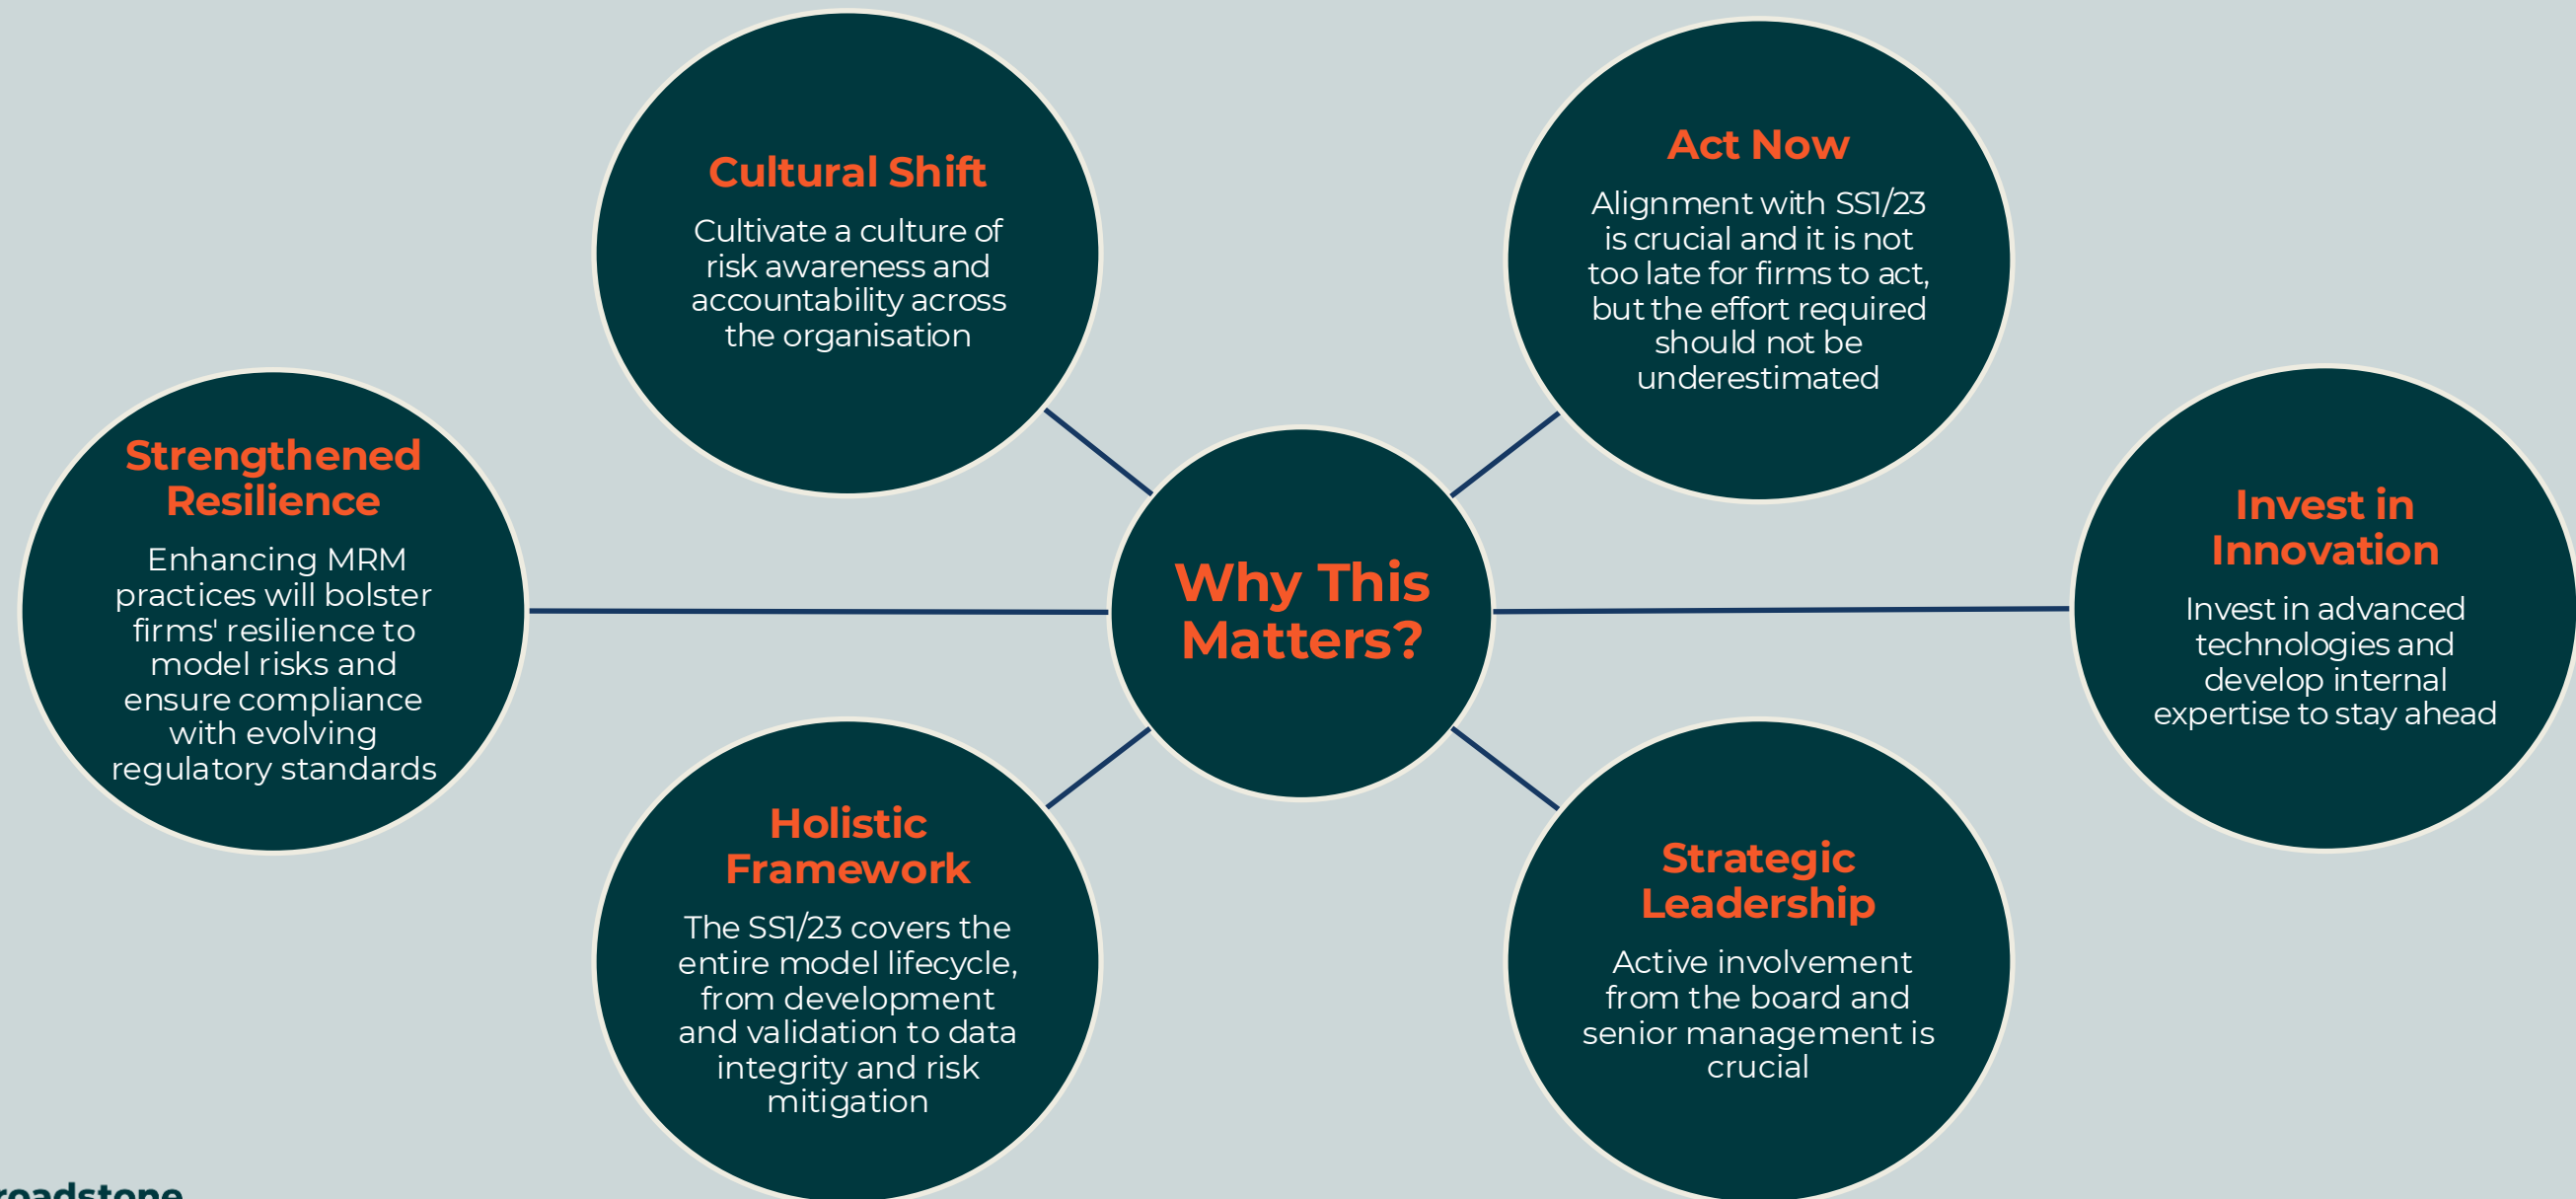 Cultural Shift
Cultivate a culture of
risk awareness and
accountability across
the organisation
Act Now
Alignment with SS1/23
is crucial and it is not
too late for firms to act,
but the effort required
should not be
underestimated
Strengthened
Resilience
Enhancing MRM
practices will bolster
firms' resilience to
model risks and
ensure compliance
with evolving
regulatory standards
Why This
Matters?
Invest in
Innovation
Invest in advanced
technologies and
develop internal
expertise to stay ahead
Holistic
Framework
The SS1/23 covers the
entire model lifecycle,
from development
and validation to data
integrity and risk
mitigation
Strategic
Leadership
Active involvement
from the board and
senior management is
crucial
roadstone